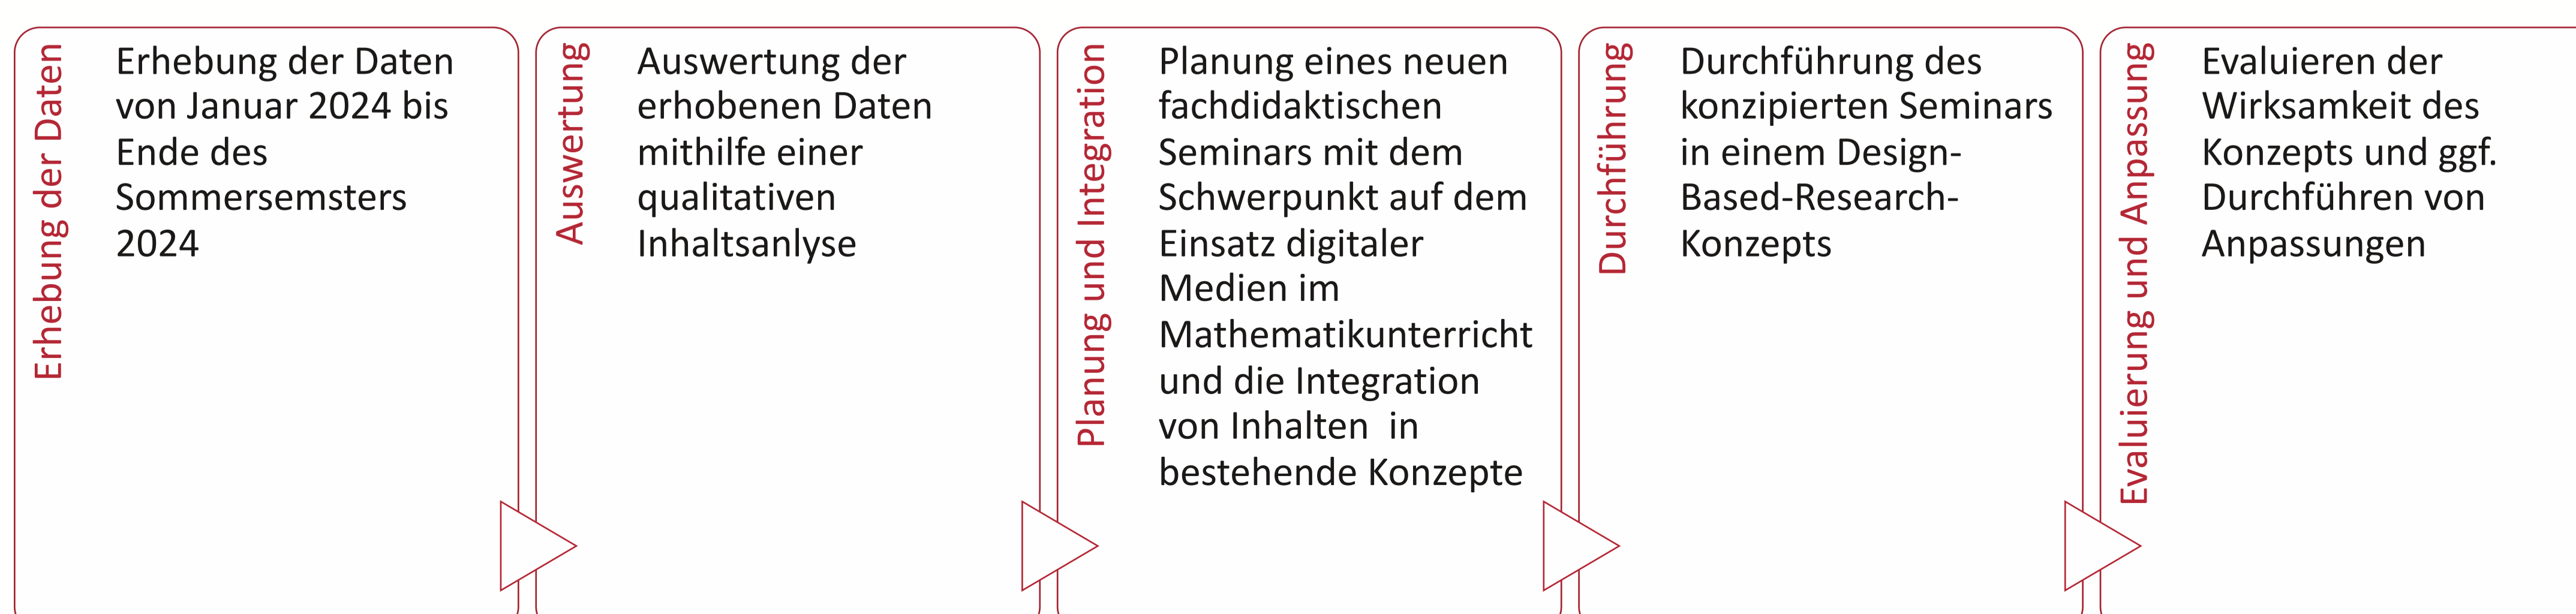 Erhebung der Daten
Erhebung der Daten
von Januar 2024 bis
Ende des
Sommersemsters
2024
Auswertung
Auswertung der
erhobenen Daten
mithilfe einer
qualitativen
Inhaltsanlyse
Planung und Integration
Planung eines neuen
fachdidaktischen
Seminars mit dem
Schwerpunkt auf dem
Einsatz digitaler
Medien im
Mathematikunterricht
und die Integration
von Inhalten  in
bestehende Konzepte
Durchführung
Durchführung des
konzipierten Seminars
in einem Design-
Based-Research-
Konzepts
Evaluierung und Anpassung
Evaluieren der
Wirksamkeit des
Konzepts und ggf.
Durchführen von
Anpassungen